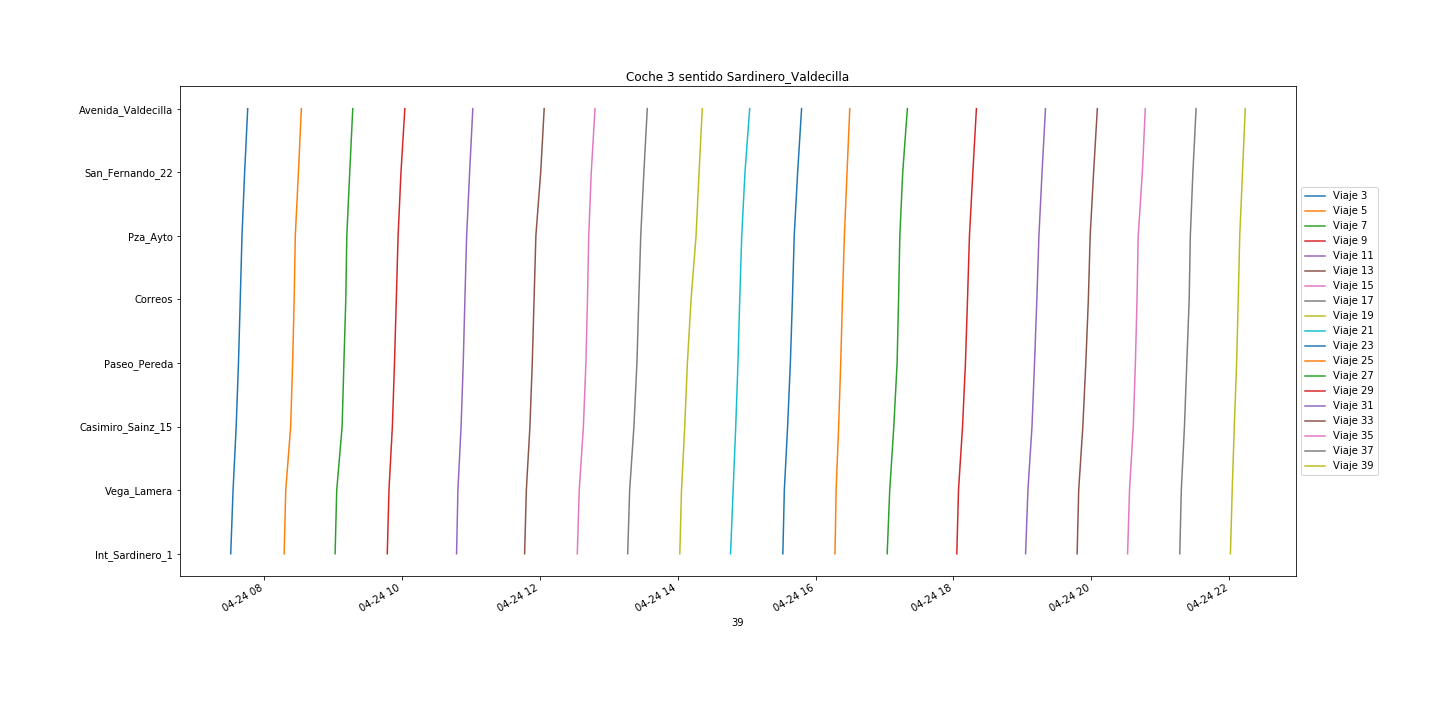 Coche 3 sentido Sardinero_Valdecilla
Avenida_Valdecilla
San_Fernando_22
Pza_Ayto
Correos
Paseo_Pereda
Casimiro_Sainz_15
Vega_Lamera
Int_Sardinero_1
04-24 08
04-24 10
04-24 12
04-24 14
04-24 16
04-24 18
04-24 20
04-24 22
39
Viaje 3
Viaje 5
Viaje 7
Viaje 9
Viaje 11
Viaje 13
Viaje 15
Viaje 17
Viaje 19
Viaje 21
Viaje 23
Viaje 25
Viaje 27
Viaje 29
Viaje 31
Viaje 33
Viaje 35
Viaje 37
Viaje 39